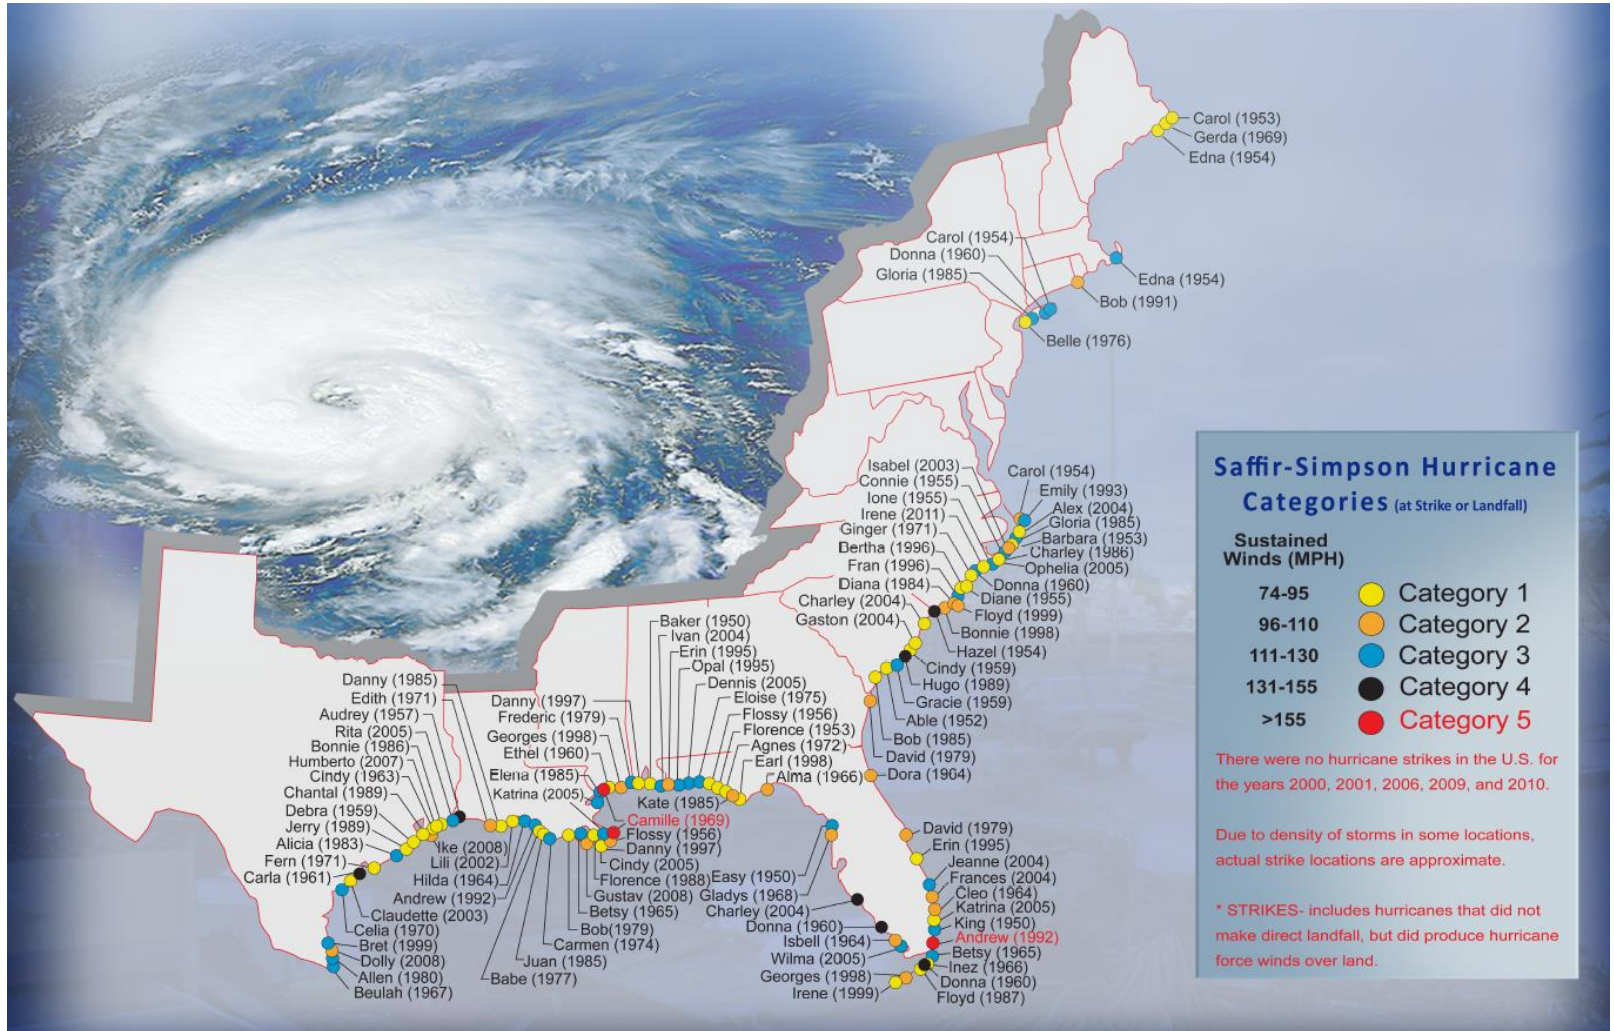 Carol (1953)
Gerda (1969)
Edna (1954)
Carol (1954)
Donna (1960)
Gloria (1985)
Edna (1954)
Bob (1991)
Belle (1976)
Isabel (2003)
Connie (1955)
Ione (1955)
Irene (2011)
Ginger (1971)
Bertha (1996)
Fran (1996)
Diana (1984)
Charley (2004)
Gaston (2004)
Carol (1954)
Emily (1993)
Alex (2004)
Gloria (1985)
Barbara (1953)
Charley (1986)
Ophelia (2005)
Donna (1960)
Diane (1955)
Floyd (1999)
Bonnie (1998)
Hazel (1954)
Cindy (1959)
Hugo (1989)
Gracie (1959)
Able (1952)
Bob (1985)
David (1979)
Dora (1964)
Baker (1950)
Ivan (2004)
Erin (1995)
Opal (1995)
Dennis (2005)
Eloise (1975)
Flossy (1956)
Florence (1953)
Agnes (1972)
Earl (1998)
Alma (1966)
Kate (1985)
Danny (1997)
Frederic (1979)
Georges (1998)
Ethel (1960)
Elena (1985)
Katrina (2005)
Camille (1969)
Flossy (1956)
Danny (1997)
Cindy (2005)
Florence (1988)
Gustav (2008)
Betsy (1965)
Bob(1979)
Carmen (1974)
Juan (1985)
Babe (1977)
Danny (1985)
Edith (1971)
Audrey (1957)
Rita (2005)
Bonnie (1986)
Humberto (2007)
Cindy (1963)
Chantal (1989)
Debra (1959)
Jerry (1989)
Alicia (1983)
Fern (1971)
Carla (1961)
Ike (2008)
Lili (2002)
Hilda (1964)
Andrew (1992)
Claudette (2003)
Celia (1970)
Bret (1999)
Dolly (2008)
Allen (1980)
Beulah (1967)
Easy (1950)
Gladys (1968)
Charley (2004)
Donna (1960)
Isbell (1964)
Wilma (2005)
Georges (1998)
Irene (1999)
David (1979)
Erin (1995)
Jeanne (2004)
Frances (2004)
Cleo (1964)
Katrina (2005)
King (1950)
Andrew (1992)
Betsy (1965)
Inez (1966)
Donna (1960)
Floyd (1987)
Saffir-Simpson Hurricane
Categories (at Strike or Landfall)
Sustained
Winds (MPH)
74-95 Category 1
96-110 Category 2
111-130 Category 3
131-155 Category 4
>155 Category 5
There were no hurricane strikes in the U.S. for
the years 2000, 2001, 2006, 2009, and 2010.
Due to density of storms in some locations,
actual strike locations are approximate.
* STRIKES- includes hurricanes that did not
make direct landfall, but did produce hurricane
force winds over land.